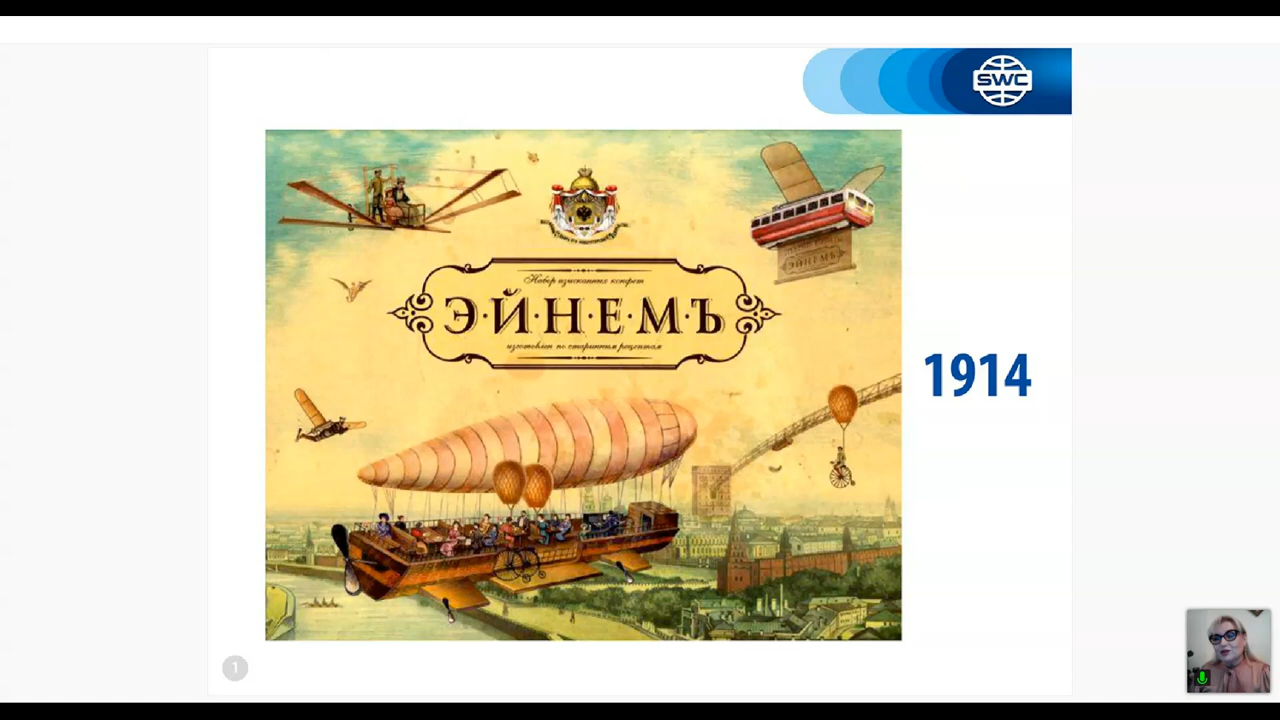 SWC
Набор изысканных конфет
Э·Й·Н·Е·М·Ъ
изготовлен по старинным рецептам
ЭЙНЕМЪ
1914
1